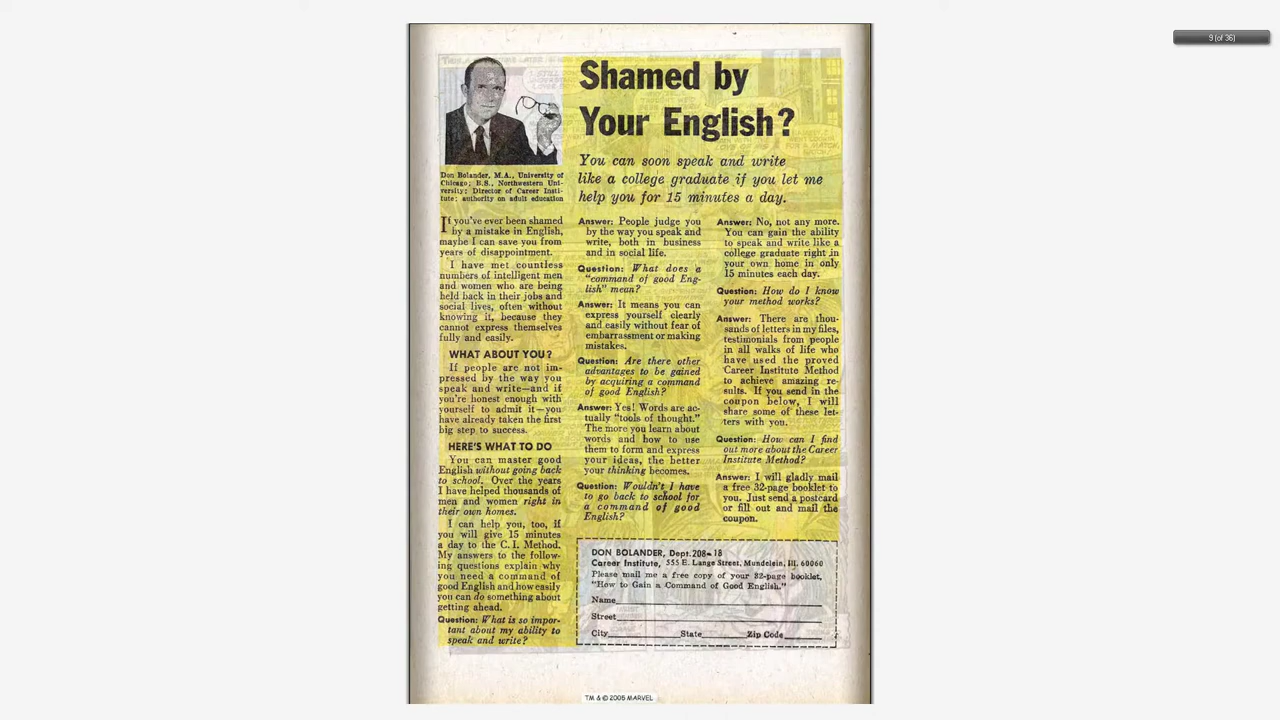 9 (of 36)
Shamed by
Your English?
You can soon speak and write
like a college graduate if you let me
help you for 15 minutes a day.
Don Bolander, M.A., University of
Chicago; B.S., Northwestern Uni-
versity; Director of Career Insti-
tute; authority on adult education
If you've ever been shamed
by a mistake in English,
maybe I can save you from
years of disappointment.
I have met countless
numbers of intelligent men
and women who are being
held back in their jobs and
social lives, often without
knowing it, because they
cannot express themselves
fully and easily.
WHAT ABOUT YOU?
If people are not im-
pressed by the way you
speak and write—and if
you're honest enough with
yourself to admit it—you
have already taken the first
big step to success.
HERE'S WHAT TO DO
You can master good
English without going back
to school. Over the years
I have helped thousands of
men and women right in
their own homes.
I can help you, too, if
you will give 15 minutes
a day to the C.I. Method.
My answers to the follow-
ing questions explain why
you need a command of
good English and how easily
you can do something about
getting ahead.
Question: What is so impor-
tant about my ability to
speak and write?
Answer: People judge you
by the way you speak and
write, both in business
and in social life.
Question: What does a
"command of good Eng-
lish" mean?
Answer: It means you can
express yourself clearly
and easily without fear of
embarrassment or making
mistakes.
Question: Are there other
advantages to be gained
by acquiring a command
of good English?
Answer: Yes! Words are ac-
tually "tools of thought."
The more you learn about
words and how to use
them to form and express
your ideas, the better
your thinking becomes.
Question: Wouldn't I have
to go back to school for
a command of good
English?
Answer: No, not any more.
You can gain the ability
to speak and write like a
college graduate right in
your own home in only
15 minutes each day.
Question: How do I know
your method works?
Answer: There are thou-
sands of letters in my files,
testimonials from people
in all walks of life who
have used the proved
Career Institute Method
to achieve amazing re-
sults. If you send in the
coupon below, I will
share some of these let-
ters with you.
Question: How can I find
out more about the Career
Institute Method?
Answer: I will gladly mail
a free 32-page booklet to
you. Just send a postcard
or fill out and mail the
coupon.
DON BOLANDER, Dept. 208-18
Career Institute, 555 E. Lange Street, Mundelein, Ill. 60060
Please mail me a free copy of your 32-page booklet,
"How to Gain a Command of Good English."
Name
Street
City State Zip Code
TM & © 2005 MARVEL